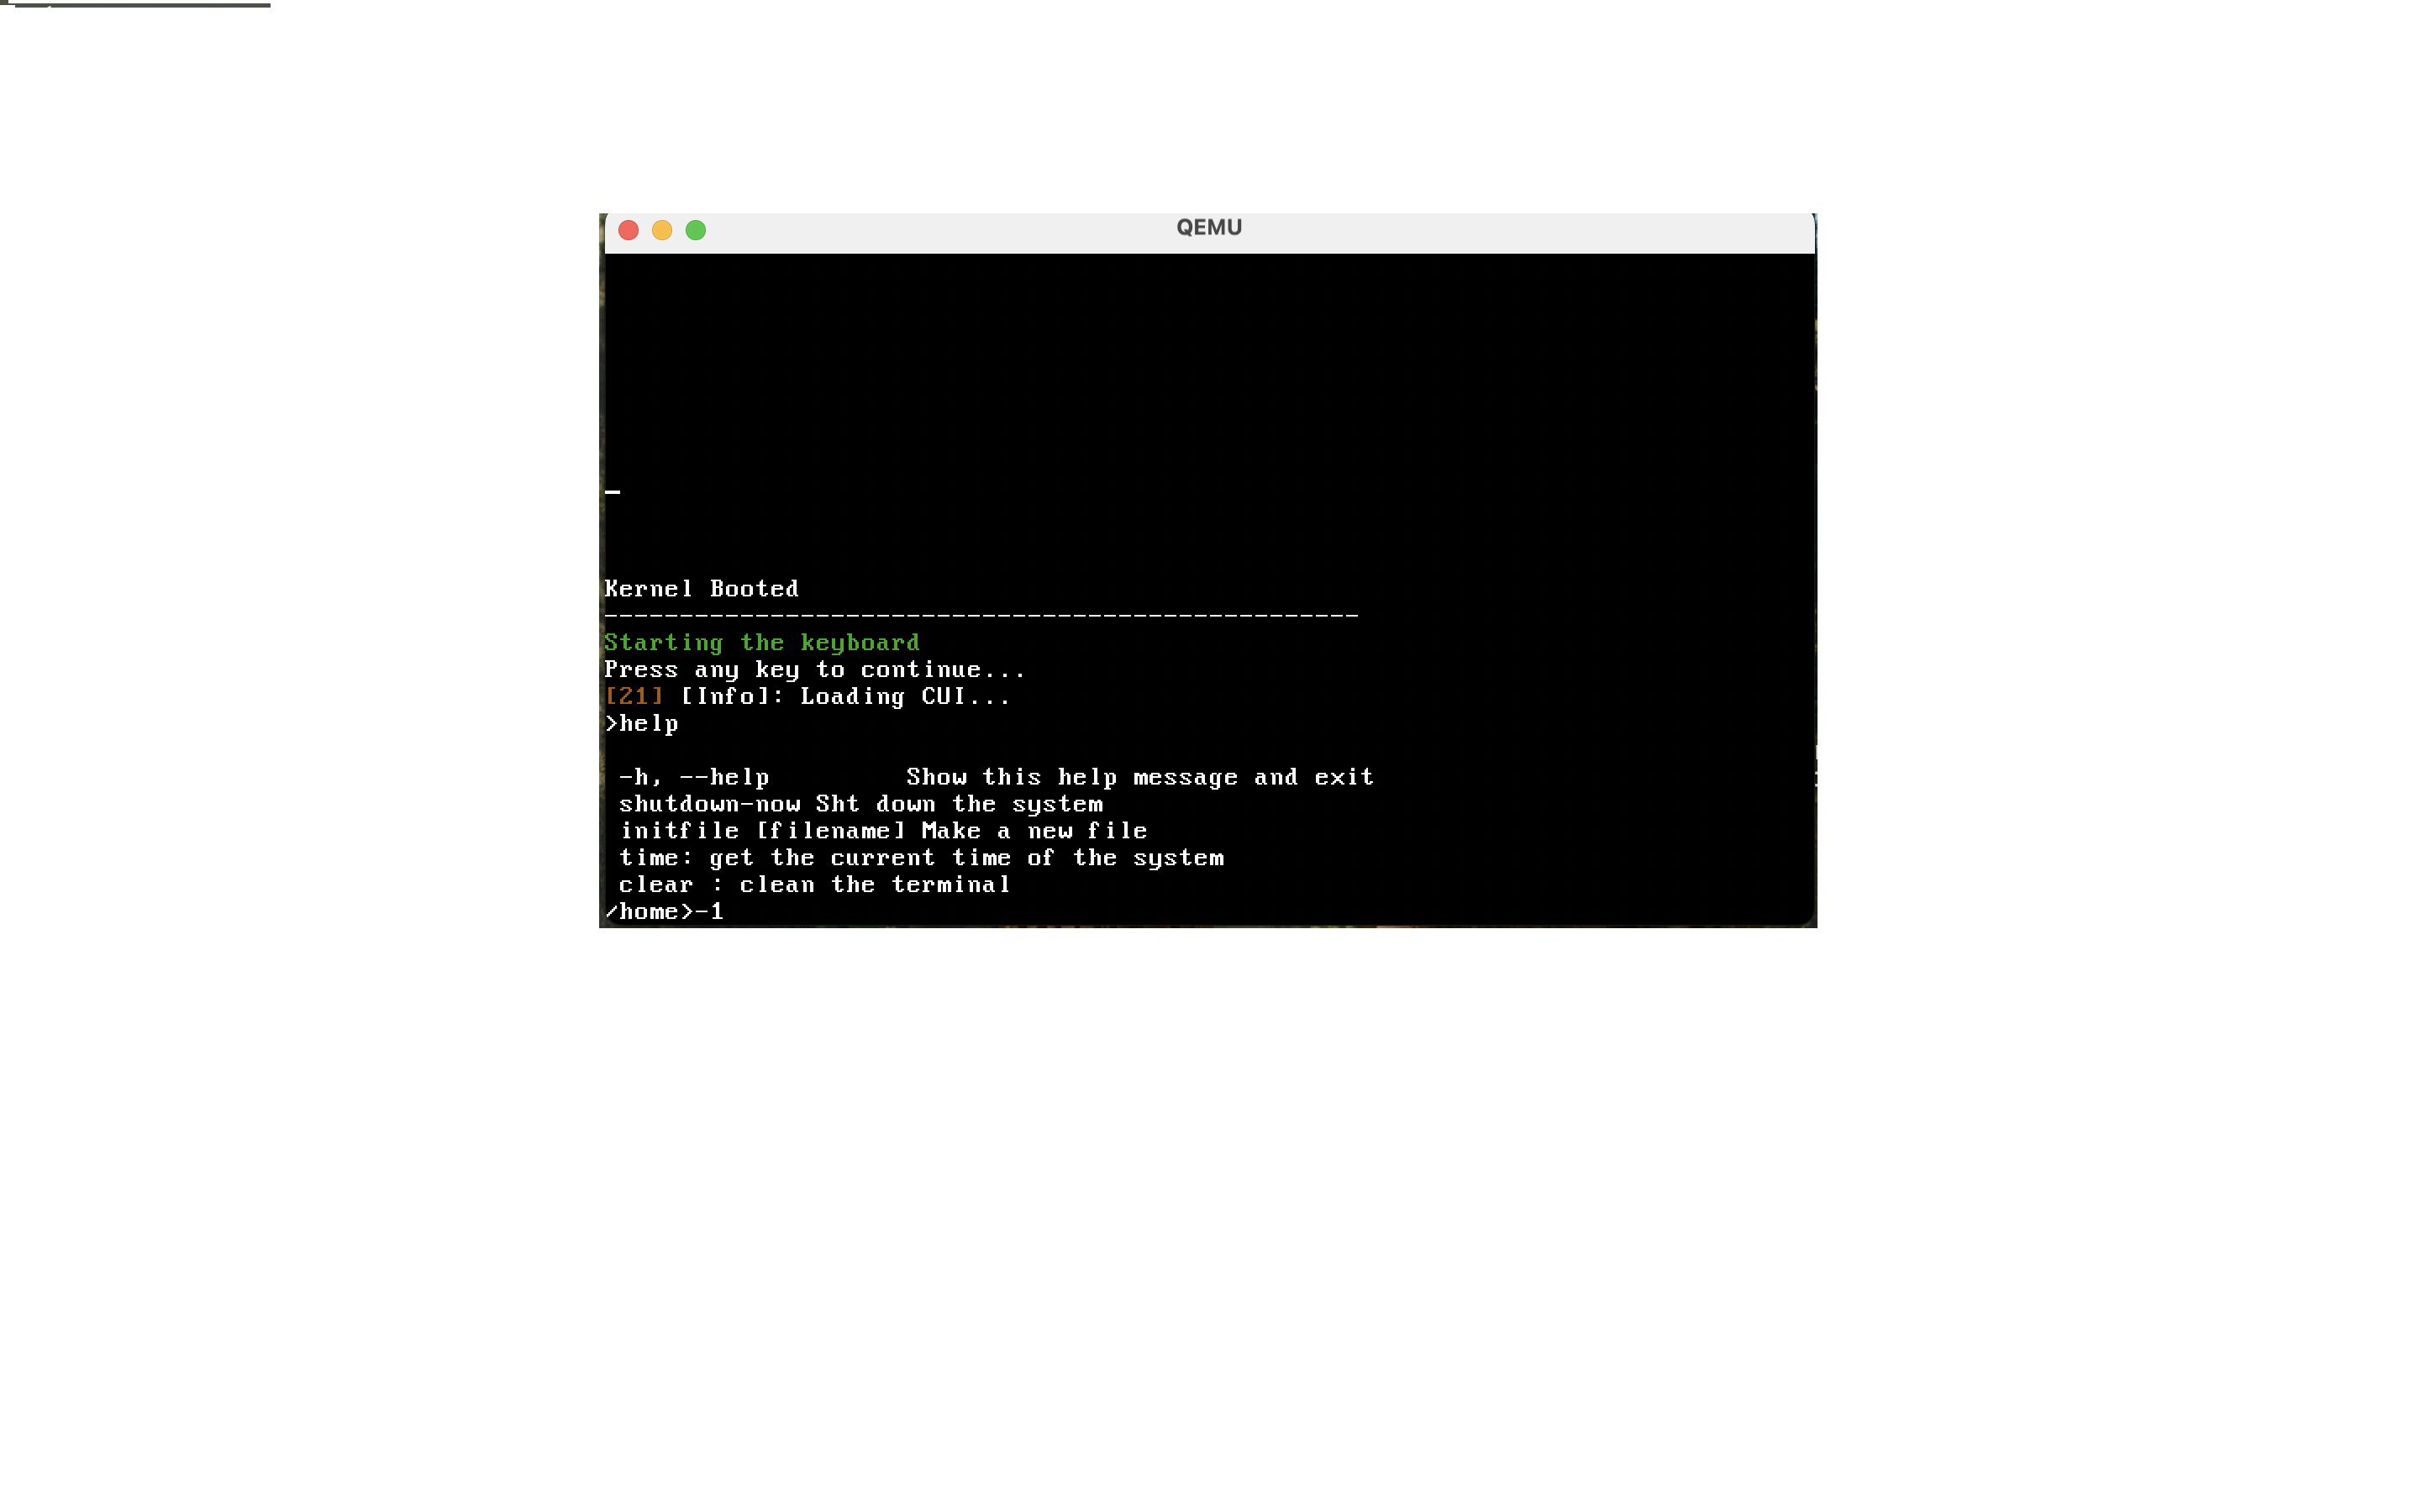 QEMU
Kernel Booted
--------------------------------------------------
Starting the keyboard
Press any key to continue...
[21] [Info]: Loading CUI...
>help
-h, --help         Show this help message and exit
shutdown-now Sht down the system
initfile [filename] Make a new file
time: get the current time of the system
clear : clean the terminal
/home>-1